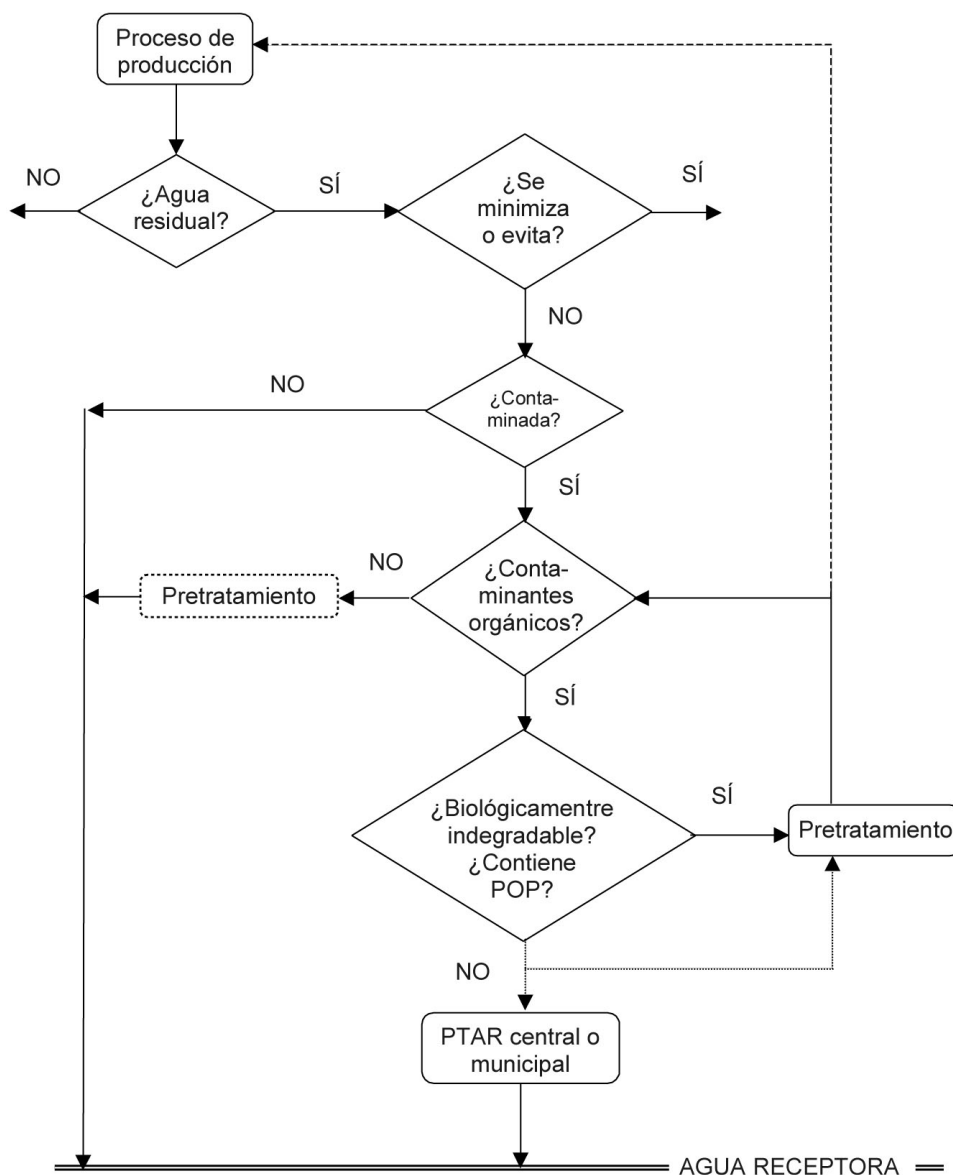 Proceso de
producción
NO
¿Agua
residual?
SÍ
¿Se
minimiza
o evita?
SÍ
NO
NO
¿Conta-
minada?
SÍ
Pretratamiento
NO
¿Conta-
minantes
orgánicos?
SÍ
¿Biológicamentre
indegradable?
¿Contiene
POP?
SÍ
Pretratamiento
NO
PTAR central o
municipal
AGUA RECEPTORA